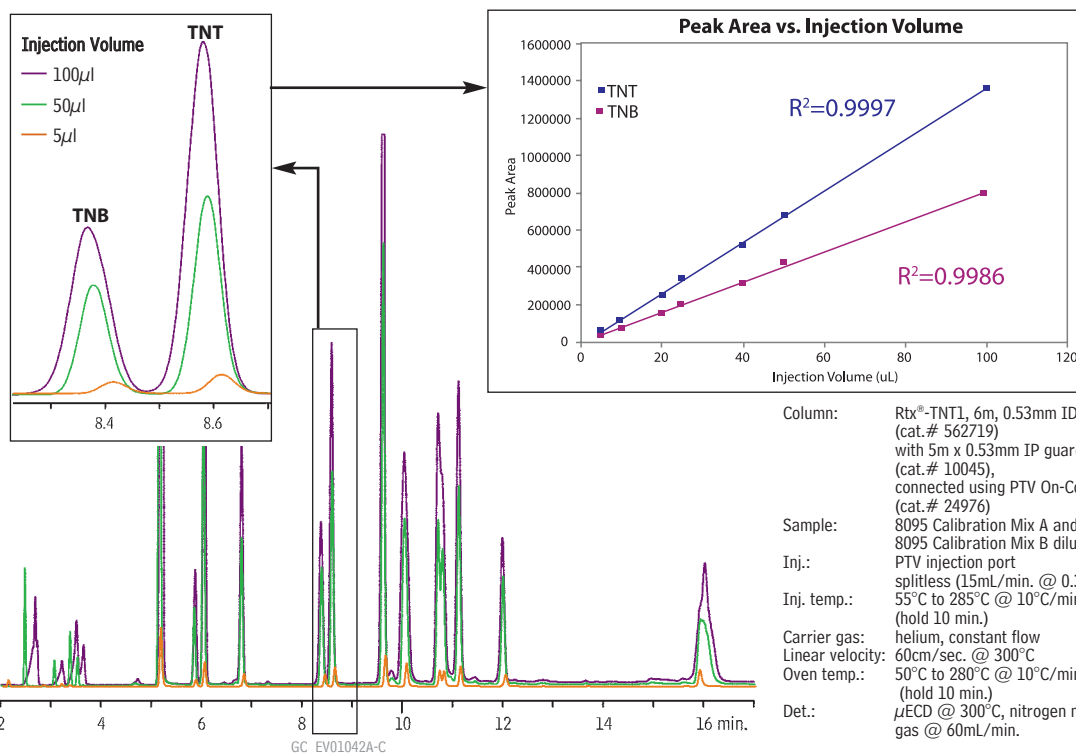 TNT
Injection Volume
100µl
50µl
5µl
TNB
8.4 8.6
Peak Area vs. Injection Volume
1600000
1400000
1200000
1000000
800000
600000
400000
200000
0
Peak Area
TNT
TNB
R²=0.9997
R²=0.9986
0 20 40 60 80 100 120
Injection Volume (uL)
2 4 6 8 10 12 14 16 min.
GC_EV01042A-C
Column: Rtx®-TNT1, 6m, 0.53mm ID
(cat.# 562719)
with 5m x 0.53mm IP guar
(cat.# 10045),
connected using PTV On-Co
(cat.# 24976)
Sample: 8095 Calibration Mix A and
8095 Calibration Mix B dilu
Inj.: PTV injection port
splitless (15mL/min. @ 0.
Inj. temp.: 55°C to 285°C @ 10°C/min
(hold 10 min.)
Carrier gas: helium, constant flow
Linear velocity: 60cm/sec. @ 300°C
Oven temp.: 50°C to 280°C @ 10°C/min
(hold 10 min.)
Det.: µECD @ 300°C, nitrogen m
gas @ 60mL/min.